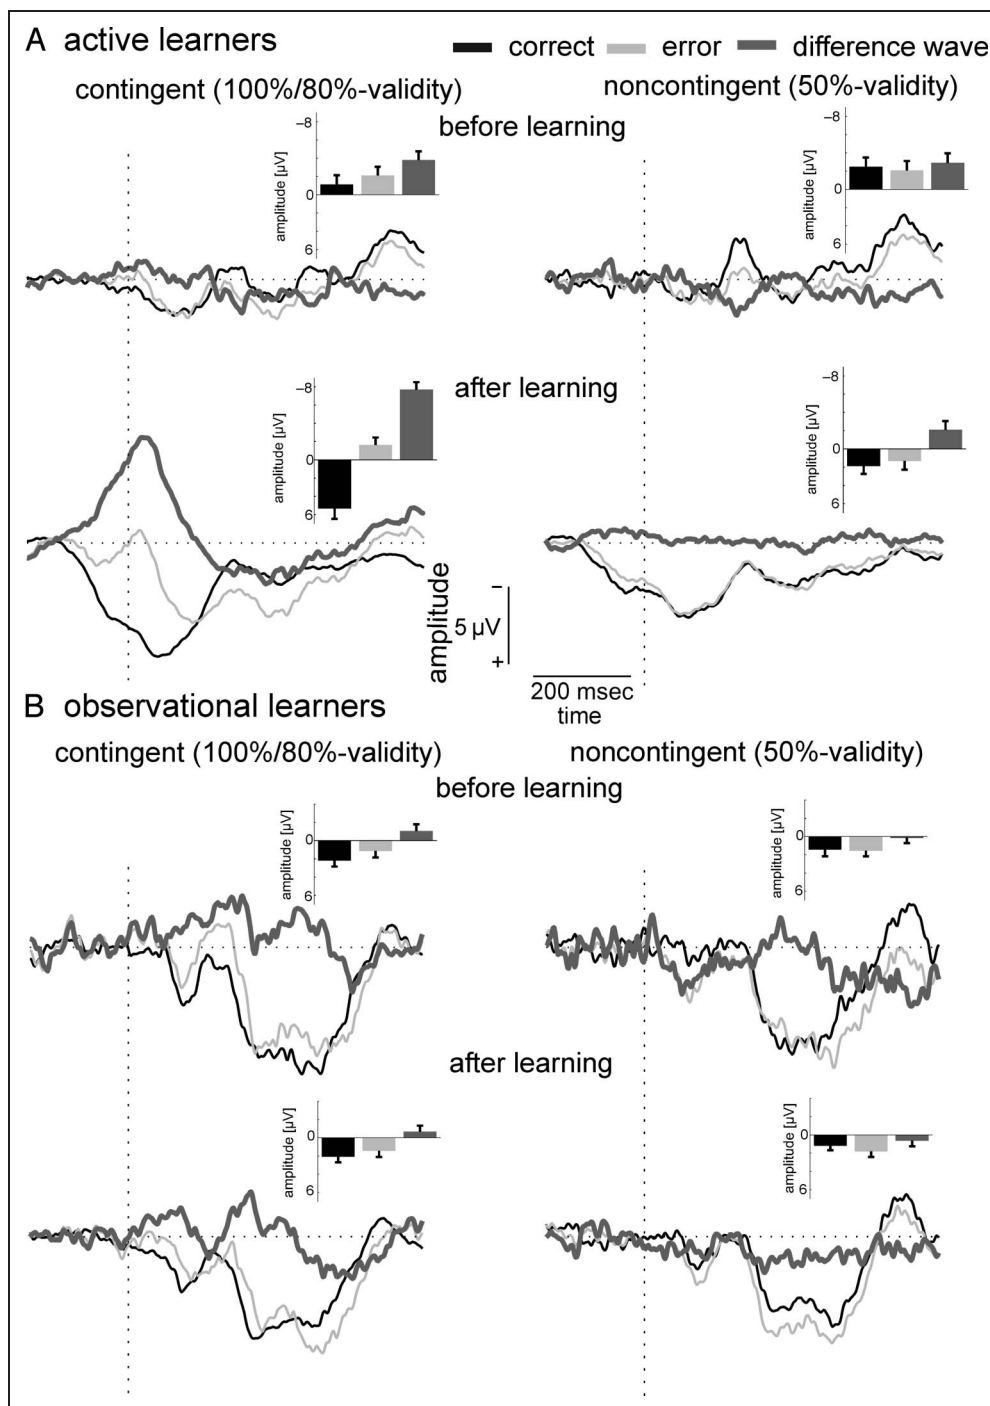 A active learners
correct error difference wave
contingent (100%/80%-validity)
noncontingent (50%-validity)
before learning
amplitude [µV]
−8
0
6
amplitude [µV]
−8
0
6
after learning
amplitude [µV]
−8
0
6
amplitude [µV]
−8
0
6
amplitude
−
5 µV
+
200 msec
time
B observational learners
contingent (100%/80%-validity)
noncontingent (50%-validity)
before learning
amplitude [µV]
0
6
amplitude [µV]
0
6
after learning
amplitude [µV]
0
6
amplitude [µV]
0
6